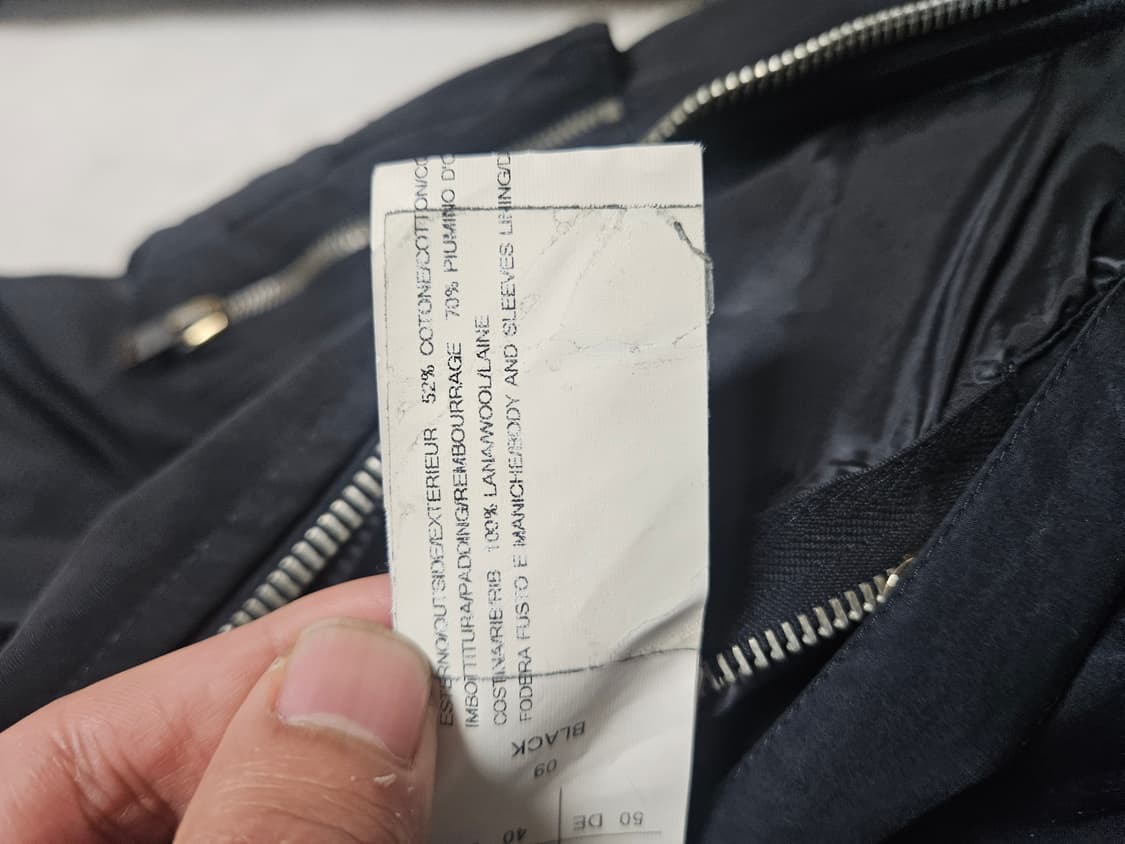 ESTERNO/OUTSIDE/EXTERIEUR 52% COTONE/COTTON/CO
IMBOTTITURA/PADDING/REMBOURRAGE 70% PIUMINO D'O
COSTINA/RIB/RIB 100% LANA/WOOL/LAINE
FODERA FUSTO E MANICHE/BODY AND SLEEVES LINING/D
BLACK
09
50 DE
40